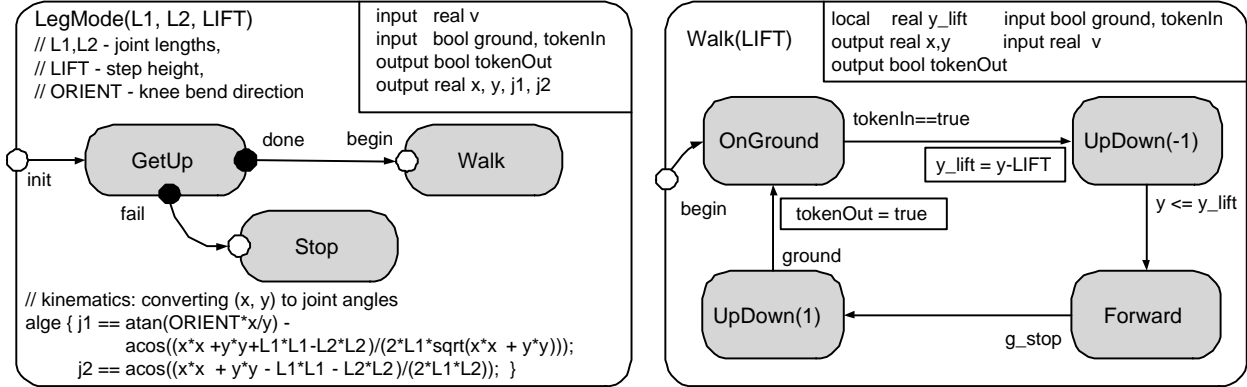 LegMode(L1, L2, LIFT)
// L1,L2 - joint lengths,
// LIFT - step height,
// ORIENT - knee bend direction
input real v
input bool ground, tokenIn
output bool tokenOut
output real x, y, j1, j2
init
GetUp
done
begin
Walk
fail
Stop
// kinematics: converting (x, y) to joint angles
alge { j1 == atan(ORIENT*x/y) -
acos((x*x +y*y+L1*L1-L2*L2)/(2*L1*sqrt(x*x + y*y)));
j2 == acos((x*x + y*y - L1*L1 - L2*L2)/(2*L1*L2)); }
Walk(LIFT)
local real y_lift input bool ground, tokenIn
output real x,y input real v
output bool tokenOut
begin
OnGround
tokenIn==true
y_lift = y-LIFT
UpDown(-1)
y <= y_lift
tokenOut = true
ground
UpDown(1)
g_stop
Forward